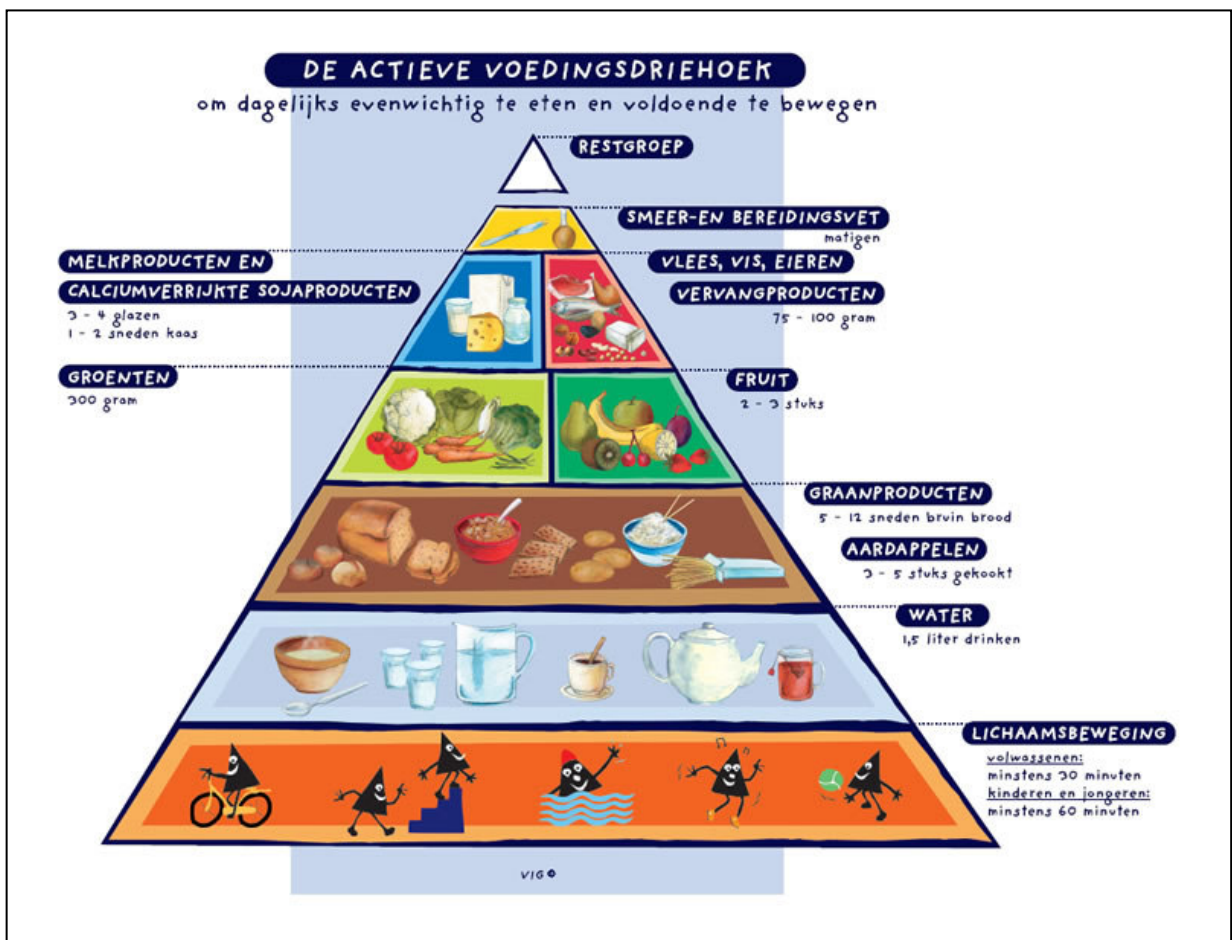 DE ACTIEVE VOEDINGSDRIEHOEK
om dagelijks evenwichtig te eten en voldoende te bewegen
RESTGROEP
SMEER-EN BEREIDINGSVET
matigen
MELKPRODUCTEN EN
CALCIUMVERRIJKTE SOJAPRODUCTEN
3 - 4 glazen
1 - 2 sneden kaas
VLEES, VIS, EIEREN
VERVANGPRODUCTEN
75 - 100 gram
GROENTEN
300 gram
FRUIT
2 - 3 stuks
GRAANPRODUCTEN
5 - 12 sneden bruin brood
AARDAPPELEN
3 - 5 stuks gekookt
WATER
1,5 liter drinken
LICHAAMSBEWEGING
volwassenen:
minstens 30 minuten
kinderen en jongeren:
minstens 60 minuten
VIG